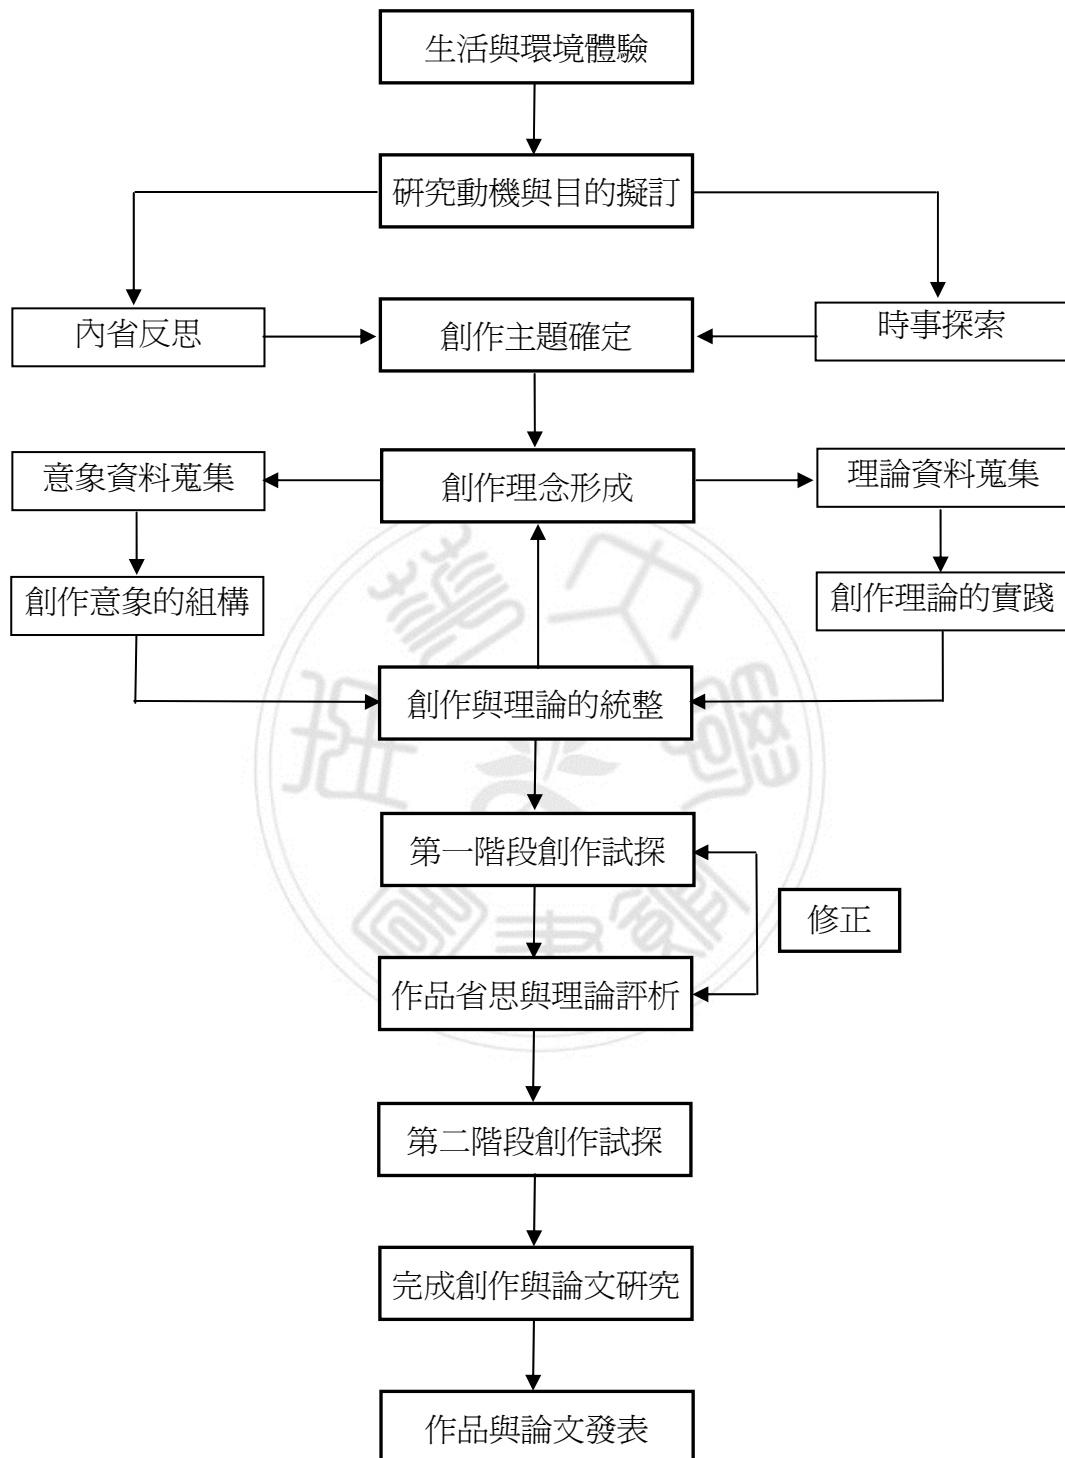 生活與環境體驗
研究動機與目的擬訂
內省反思
創作主題確定
時事探索
意象資料蒐集
創作理念形成
理論資料蒐集
創作意象的組構
創作理論的實踐
創作與理論的統整
第一階段創作試探
修正
作品省思與理論評析
第二階段創作試探
完成創作與論文研究
作品與論文發表